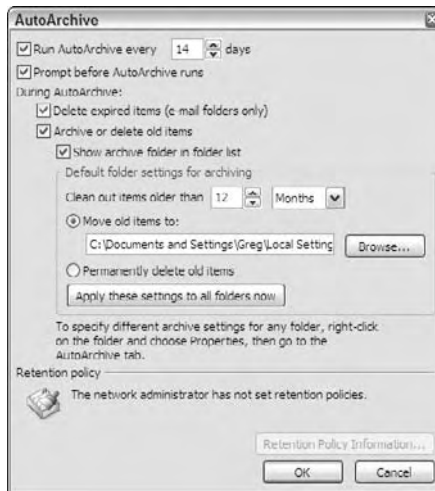 AutoArchive
Run AutoArchive every 14 days
Prompt before AutoArchive runs
During AutoArchive:
Delete expired items (e-mail folders only)
Archive or delete old items
Show archive folder in folder list
Default folder settings for archiving
Clean out items older than 12 Months
Move old items to:
C:\Documents and Settings\Greg\Local Setting Browse...
Permanently delete old items
Apply these settings to all folders now
To specify different archive settings for any folder, right-click
on the folder and choose Properties, then go to the
AutoArchive tab.
Retention policy
The network administrator has not set retention policies.
Retention Policy Information...
OK Cancel